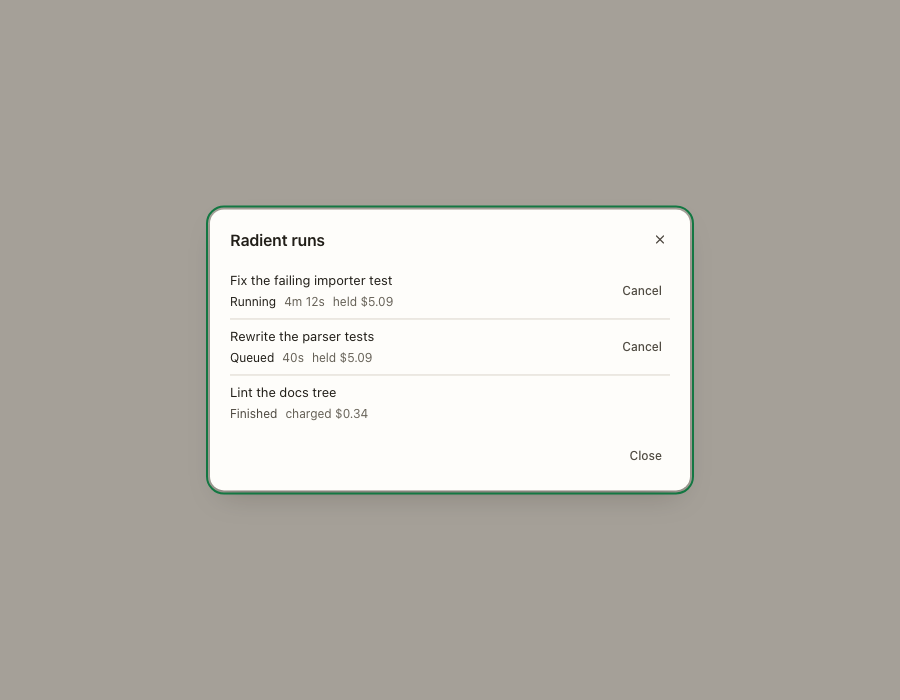 Radient runs
×
Fix the failing importer test
Running 4m 12s held $5.09
Cancel
Rewrite the parser tests
Queued 40s held $5.09
Cancel
Lint the docs tree
Finished charged $0.34
Close